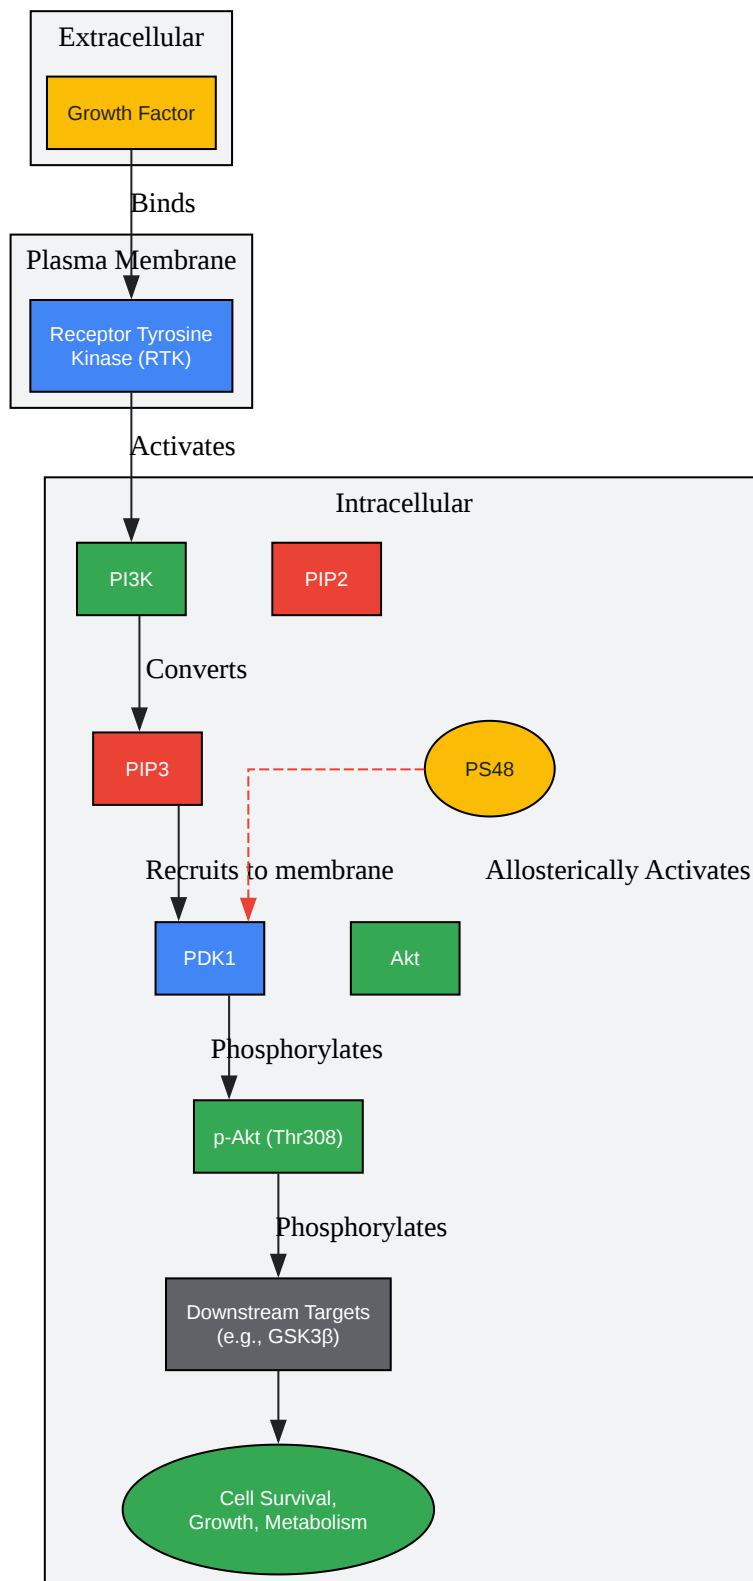 Extracellular
Growth Factor
Binds
Plasma Membrane
Receptor Tyrosine
Kinase (RTK)
Activates
Intracellular
PI3K
PIP2
Converts
PIP3
PS48
Recruits to membrane
Allosterically Activates
PDK1
Akt
Phosphorylates
p-Akt (Thr308)
Phosphorylates
Downstream Targets
(e.g., GSK3β)
Cell Survival,
Growth, Metabolism